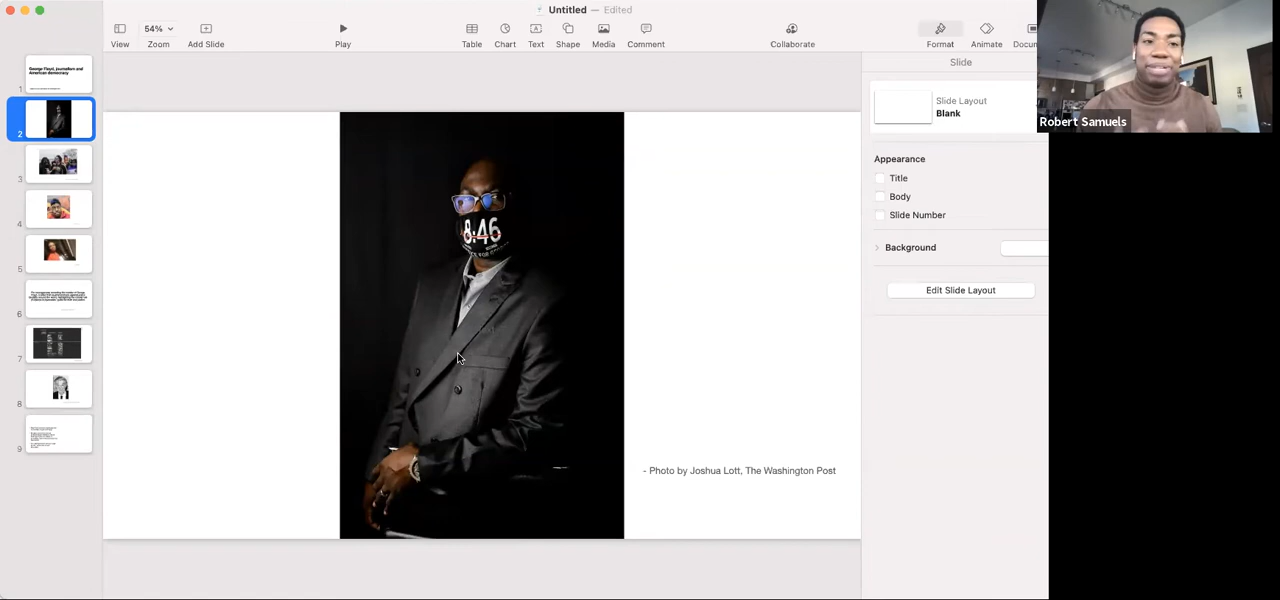 Untitled — Edited
54%
View
Zoom
Add Slide
Play
Table
Chart
Text
Shape
Media
Comment
Collaborate
Format
Animate
Docum
Slide
Slide Layout
Blank
Appearance
Title
Body
Slide Number
Background
Edit Slide Layout
Robert Samuels
George Floyd, journalism and
American democracy
1
2
3
4
5
6
7
8
9
8:46
- Photo by Joshua Lott, The Washington Post